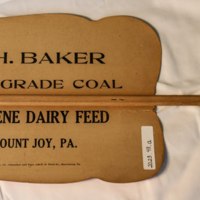 H. BAKER
GRADE COAL
ENE DAIRY FEED
OUNT JOY, PA.